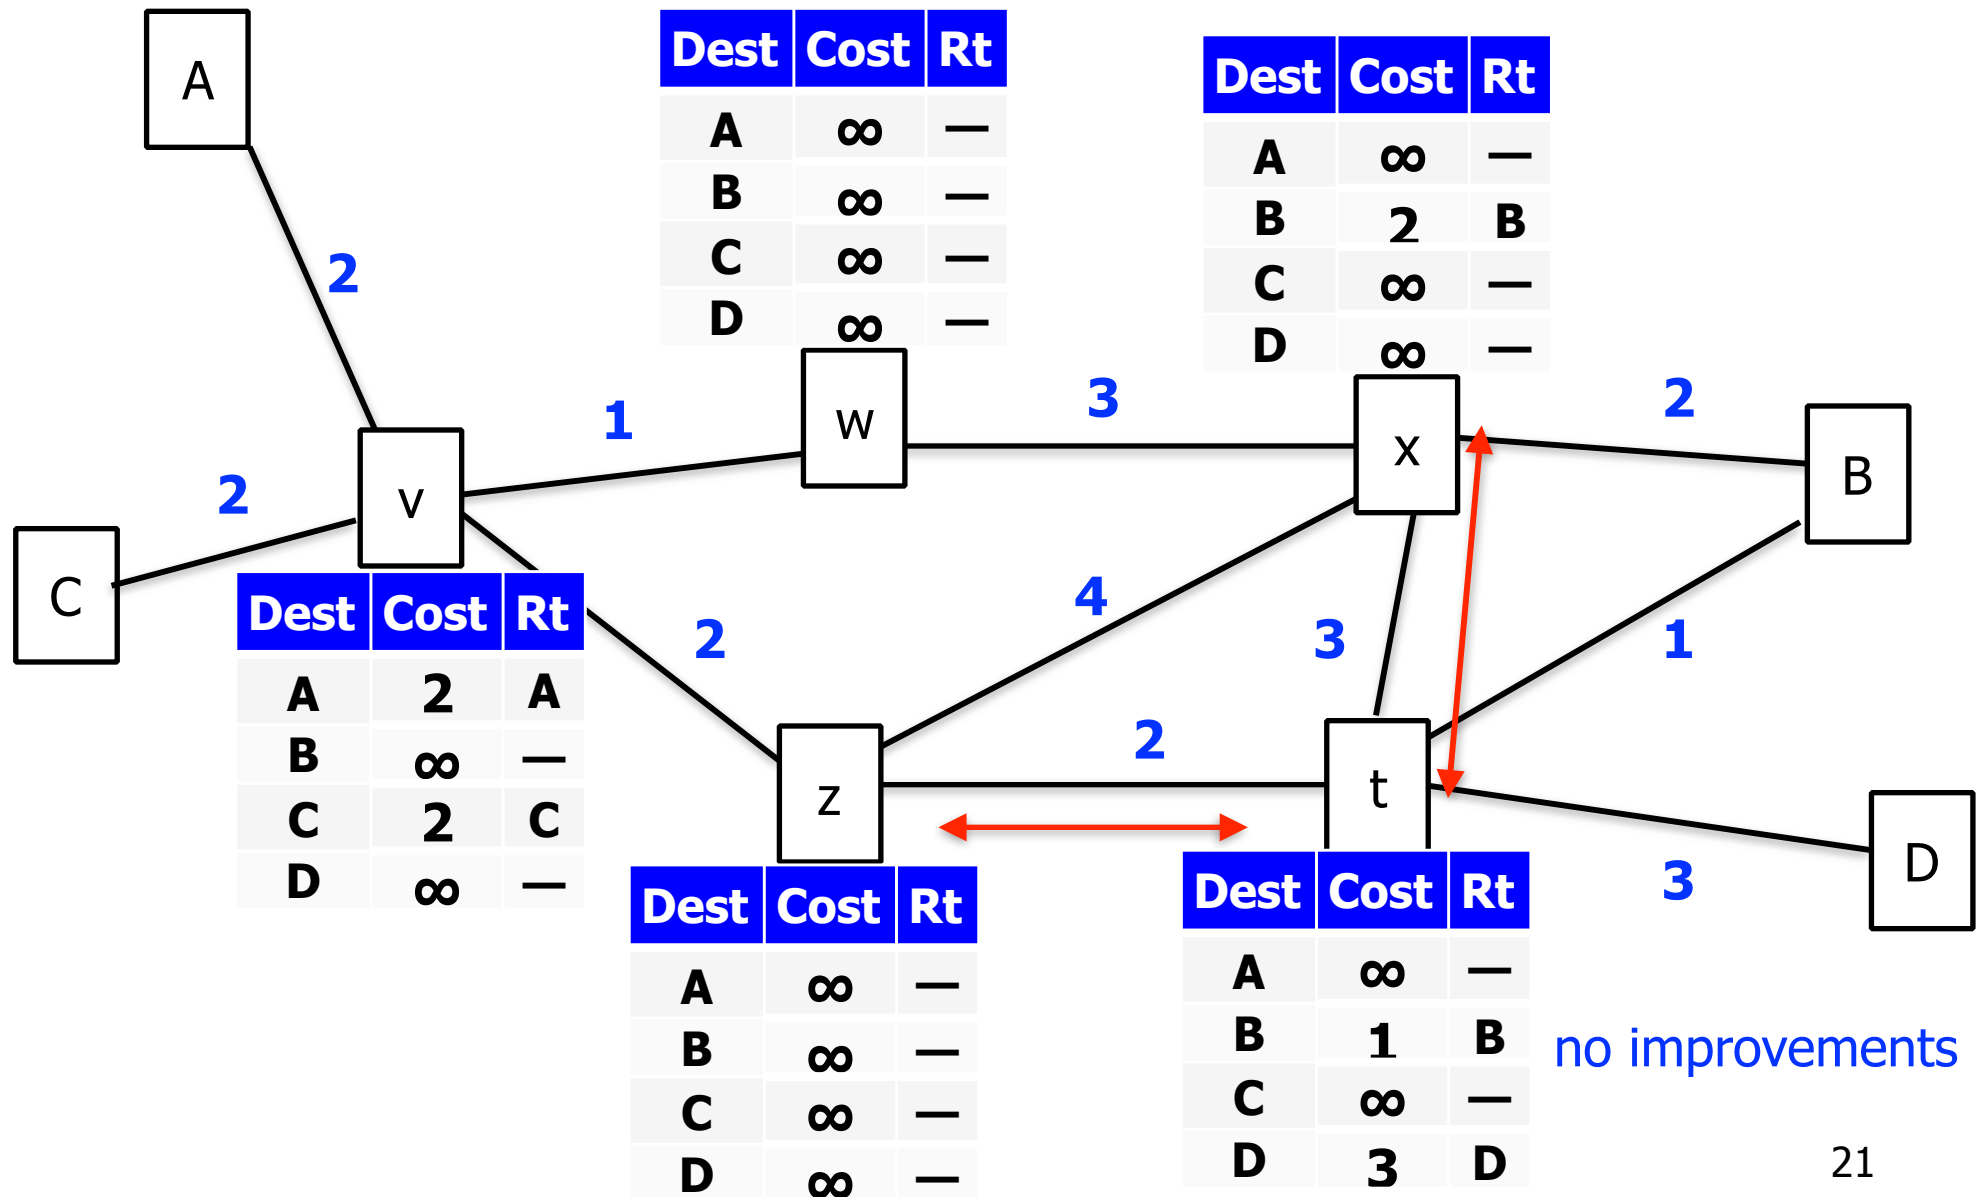 A
Dest Cost Rt
A ∞ —
B ∞ —
C ∞ —
D ∞ —
Dest Cost Rt
A ∞ —
B 2 B
C ∞ —
D ∞ —
2
1
w
3
x
2
B
v
2
C
Dest Cost Rt
A 2 A
B ∞ —
C 2 C
D ∞ —
2
4
3
1
z
2
t
D
3
Dest Cost Rt
A ∞ —
B ∞ —
C ∞ —
D ∞ —
Dest Cost Rt
A ∞ —
B 1 B
C ∞ —
D 3 D
no improvements
21